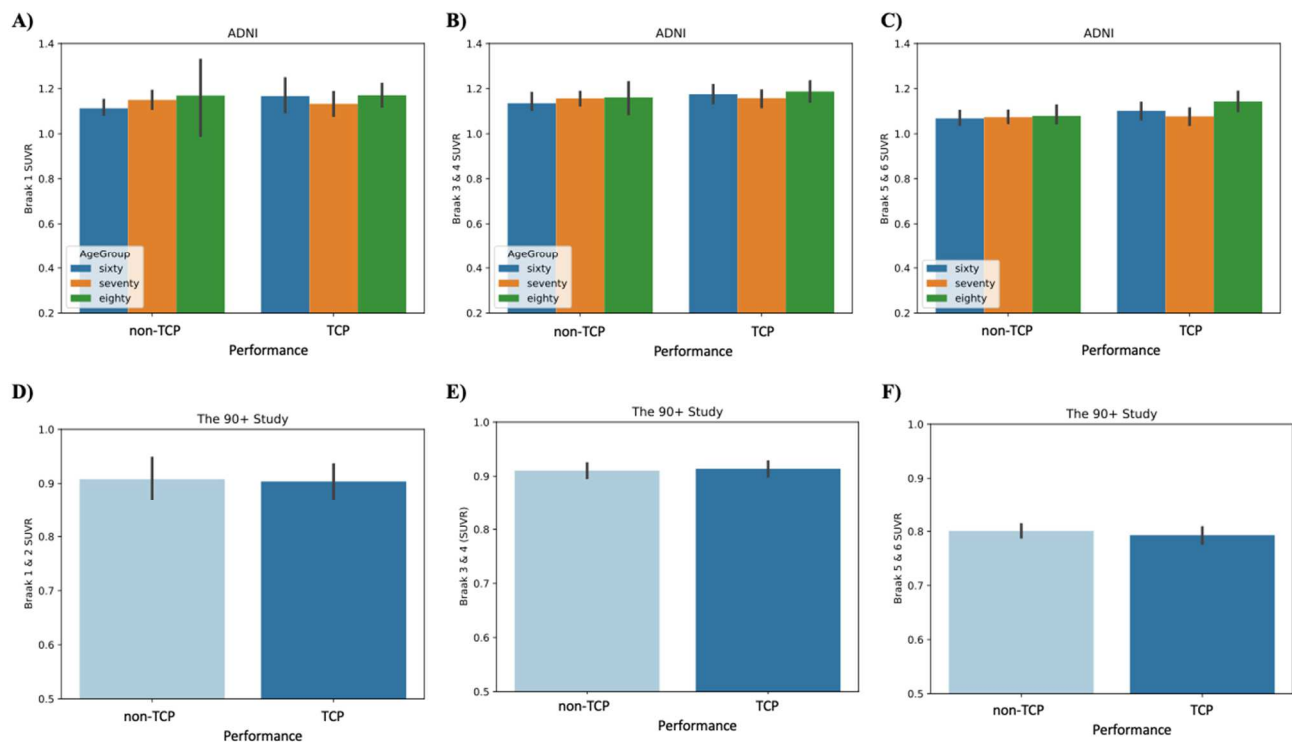 A)
ADNI
1.4
1.2
1.0
0.8
0.6
0.4
0.2
Braak 1 SUVR
AgeGroup
sixty
seventy
eighty
non-TCP
TCP
Performance
B)
ADNI
1.4
1.2
1.0
0.8
0.6
0.4
0.2
Braak 3 & 4 SUVR
AgeGroup
sixty
seventy
eighty
non-TCP
TCP
Performance
C)
ADNI
1.4
1.2
1.0
0.8
0.6
0.4
0.2
Braak 5 & 6 SUVR
sixty
seventy
eighty
non-TCP
TCP
Performance
D)
The 90+ Study
1.0
0.9
0.8
0.7
0.6
0.5
Braak 1 & 2 SUVR
non-TCP
TCP
Performance
E)
The 90+ Study
1.0
0.9
0.8
0.7
0.6
0.5
Braak 3 & 4 (SUVR)
non-TCP
TCP
Performance
F)
The 90+ Study
1.0
0.9
0.8
0.7
0.6
0.5
Braak 5 & 6 SUVR
non-TCP
TCP
Performance